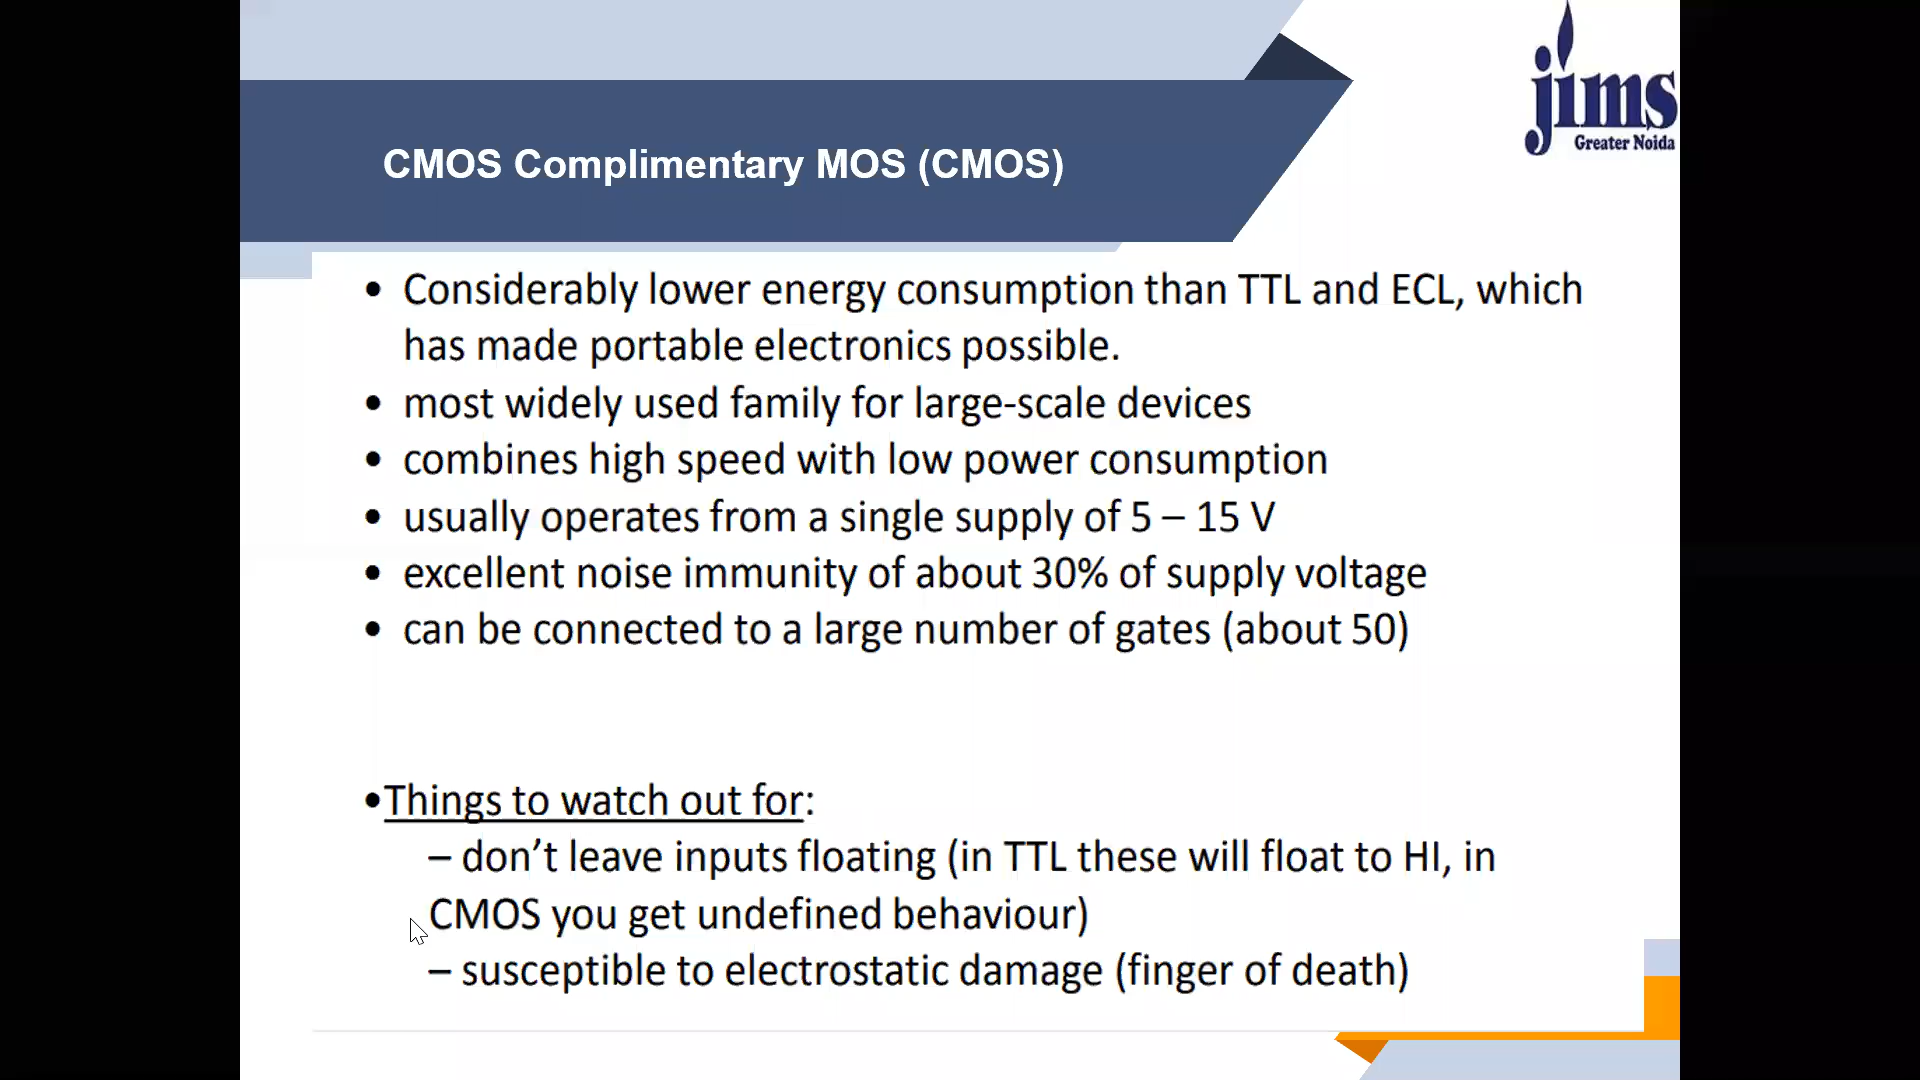 jims
Greater Noida
CMOS Complimentary MOS (CMOS)
• Considerably lower energy consumption than TTL and ECL, which
has made portable electronics possible.
• most widely used family for large-scale devices
• combines high speed with low power consumption
• usually operates from a single supply of 5 – 15 V
• excellent noise immunity of about 30% of supply voltage
• can be connected to a large number of gates (about 50)
•Things to watch out for:
– don’t leave inputs floating (in TTL these will float to HI, in
CMOS you get undefined behaviour)
– susceptible to electrostatic damage (finger of death)